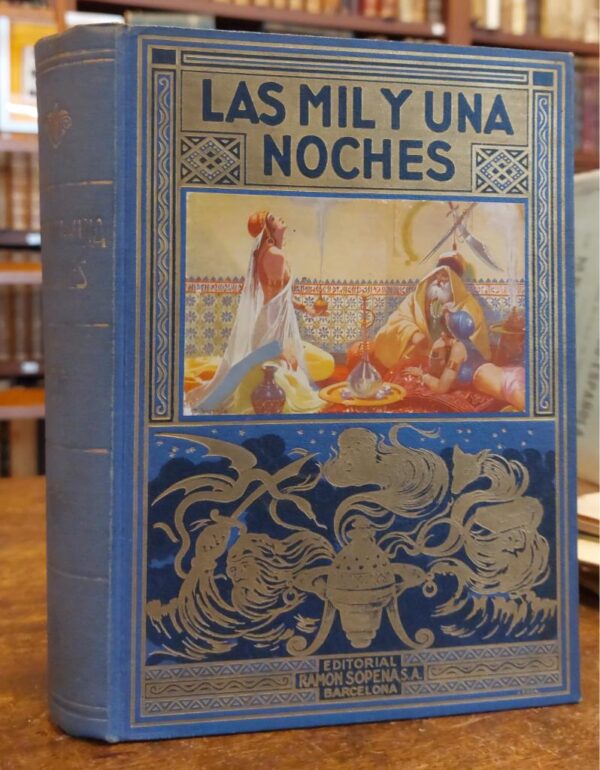 LAS MIL Y UNA
NOCHES
EDITORIAL
RAMON SOPENA S.A.
BARCELONA